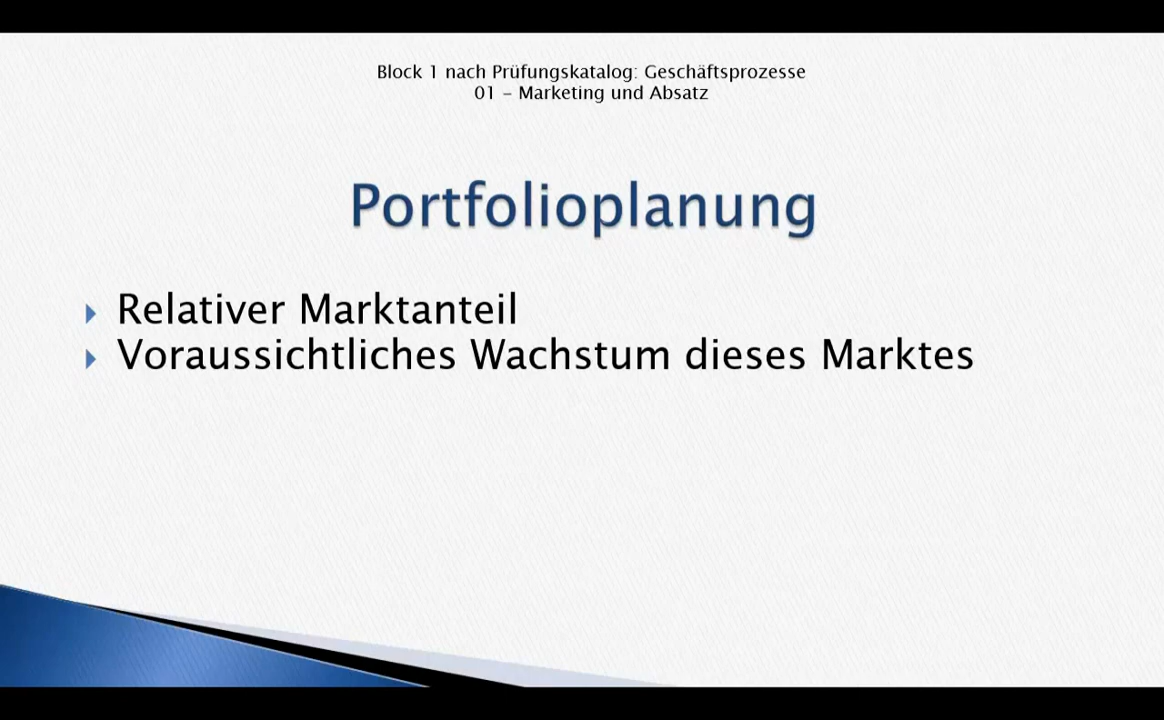 Block 1 nach Prüfungskatalog: Geschäftsprozesse
01 – Marketing und Absatz
Portfolioplanung
Relativer Marktanteil
Voraussichtliches Wachstum dieses Marktes